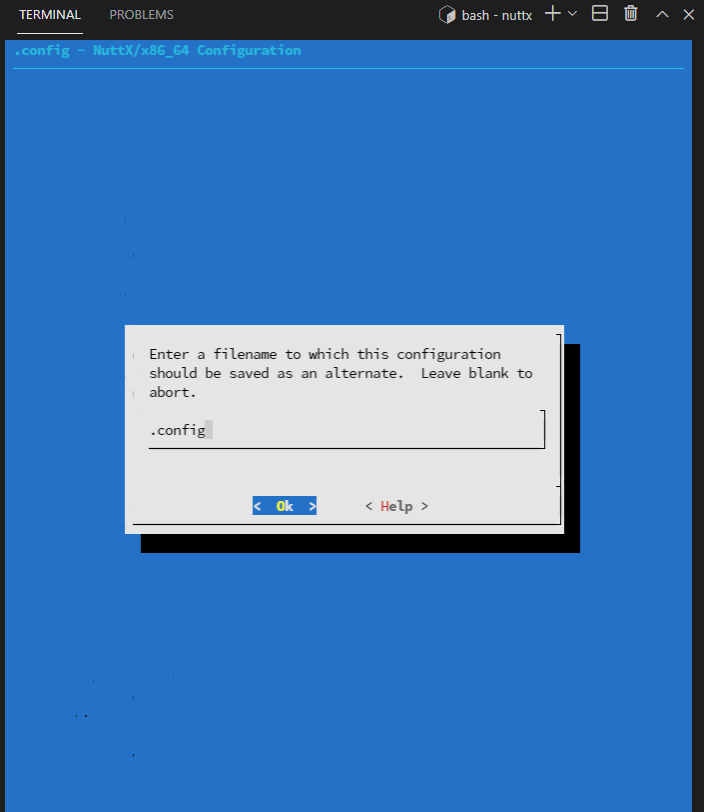 TERMINAL PROBLEMS bash - nuttx
.config - NuttX/x86_64 Configuration
Enter a filename to which this configuration
should be saved as an alternate.  Leave blank to
abort.
.config
<  Ok  > < Help >